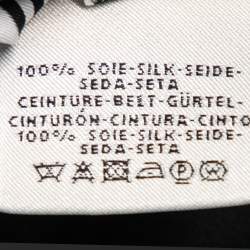 100% SOIE-SILK-SEIDE-
SEDA-SETA
CEINTURE-BELT-GÜRTEL-
CINTURÓN-CINTURA-CINTO
100% SOIE-SILK-SEIDE-
SEDA-SETA
A P W